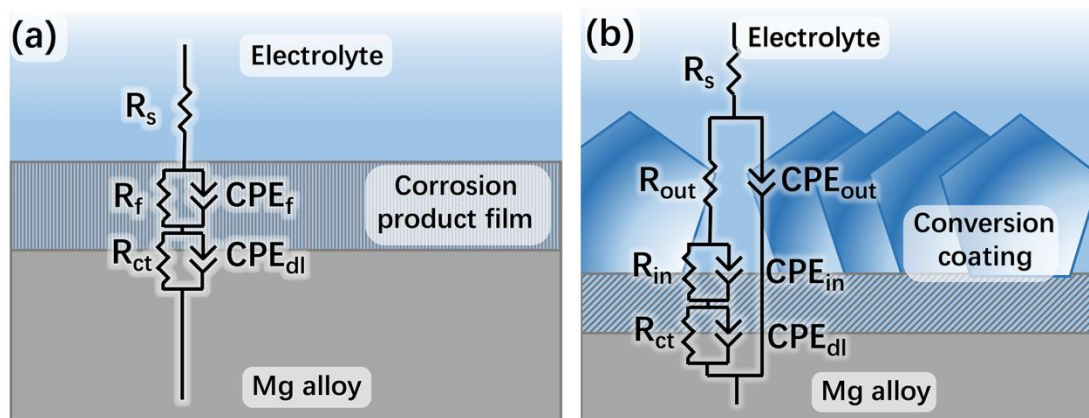 (a)
Electrolyte
Rs
Rf
CPEf
Corrosion
product film
Rct
CPEdl
Mg alloy
(b)
Electrolyte
Rs
Rout
CPEout
Conversion
coating
Rin
CPEin
Rct
CPEdl
Mg alloy